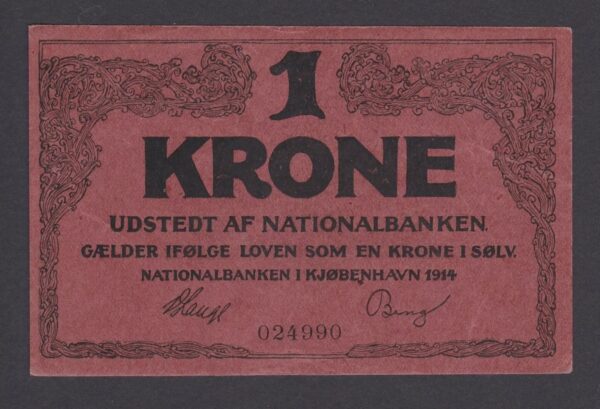 1
KRONE
UDSTEDT AF NATIONALBANKEN.
GÆLDER IFØLGE LOVEN SOM EN KRONE I SØLV.
NATIONALBANKEN I KJØBENHAVN 1914
024990